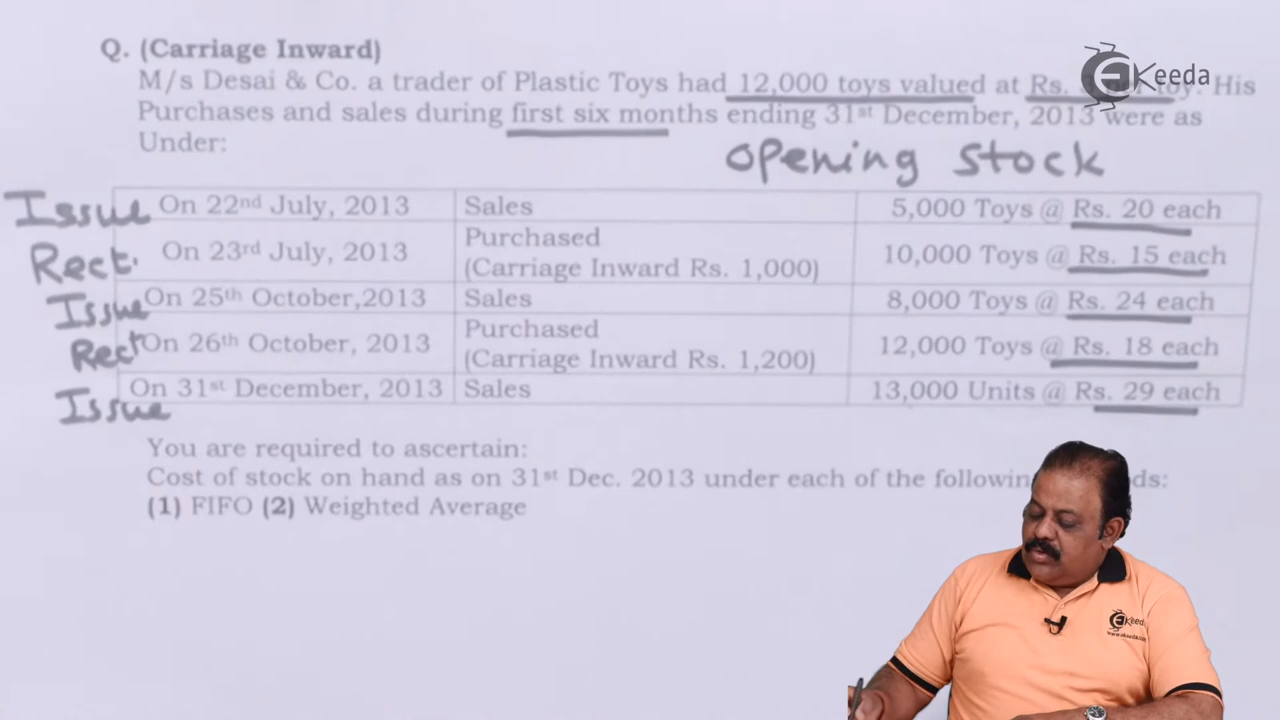 Q. (Carriage Inward)
M/s Desai & Co. a trader of Plastic Toys had 12,000 toys valued at Rs. toy. His
Purchases and sales during first six months ending 31st December, 2013 were as
Under:
Opening Stock
Issue On 22nd July, 2013 Sales 5,000 Toys @ Rs. 20 each
Rect. On 23rd July, 2013 Purchased (Carriage Inward Rs. 1,000) 10,000 Toys @ Rs. 15 each
Issue On 25th October,2013 Sales 8,000 Toys @ Rs. 24 each
Rect On 26th October, 2013 Purchased (Carriage Inward Rs. 1,200) 12,000 Toys @ Rs. 18 each
Issue On 31st December, 2013 Sales 13,000 Units @ Rs. 29 each
You are required to ascertain:
Cost of stock on hand as on 31st Dec. 2013 under each of the
(1) FIFO (2) Weighted Average
eKeeda
eKeeda